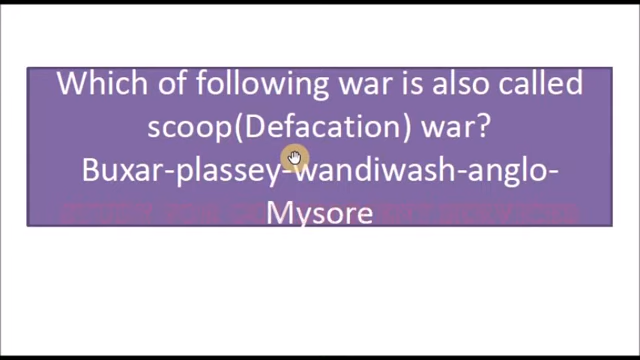 Which of following war is also called
scoop(Defacation) war?
Buxar-plassey-wandiwash-anglo-
Mysore